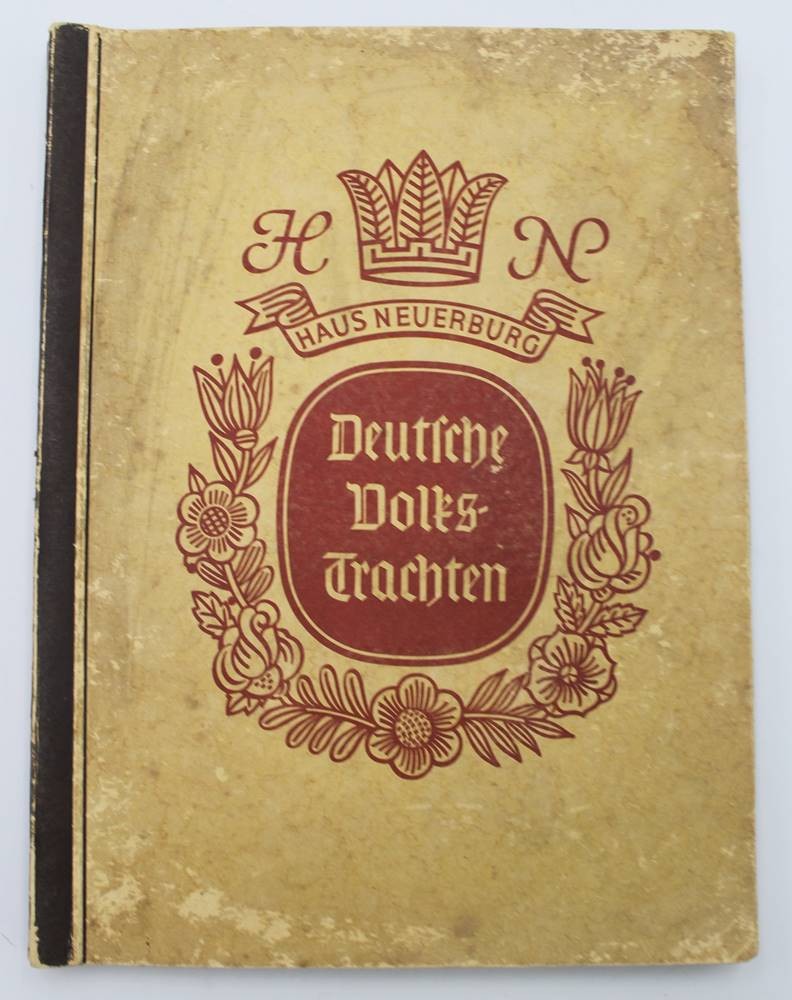 H N
HAUS NEUERBURG
Deutſche
Volks-
Trachten